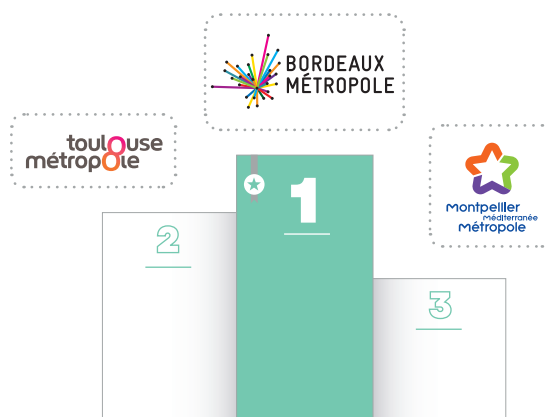 BORDEAUX
MÉTROPOLE
toulouse
métropole
montpellier
méditerranée
métropole
1
2
3